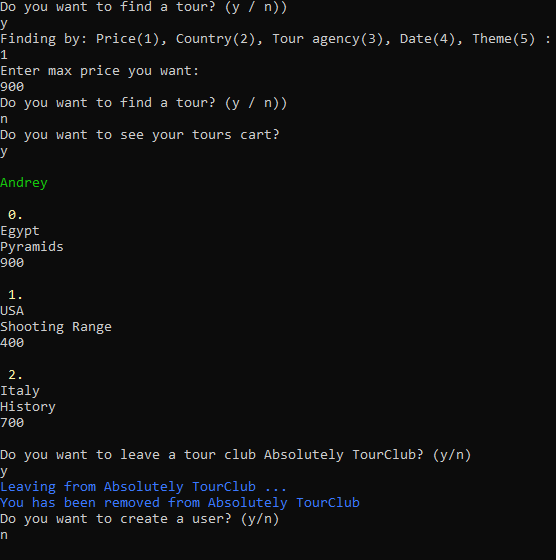 Do you want to find a tour? (y / n))
y
Finding by: Price(1), Country(2), Tour agency(3), Date(4), Theme(5) :
1
Enter max price you want:
900
Do you want to find a tour? (y / n))
n
Do you want to see your tours cart?
y
Andrey
0.
Egypt
Pyramids
900
1.
USA
Shooting Range
400
2.
Italy
History
700
Do you want to leave a tour club Absolutely TourClub? (y/n)
y
Leaving from Absolutely TourClub ...
You has been removed from Absolutely TourClub
Do you want to create a user? (y/n)
n